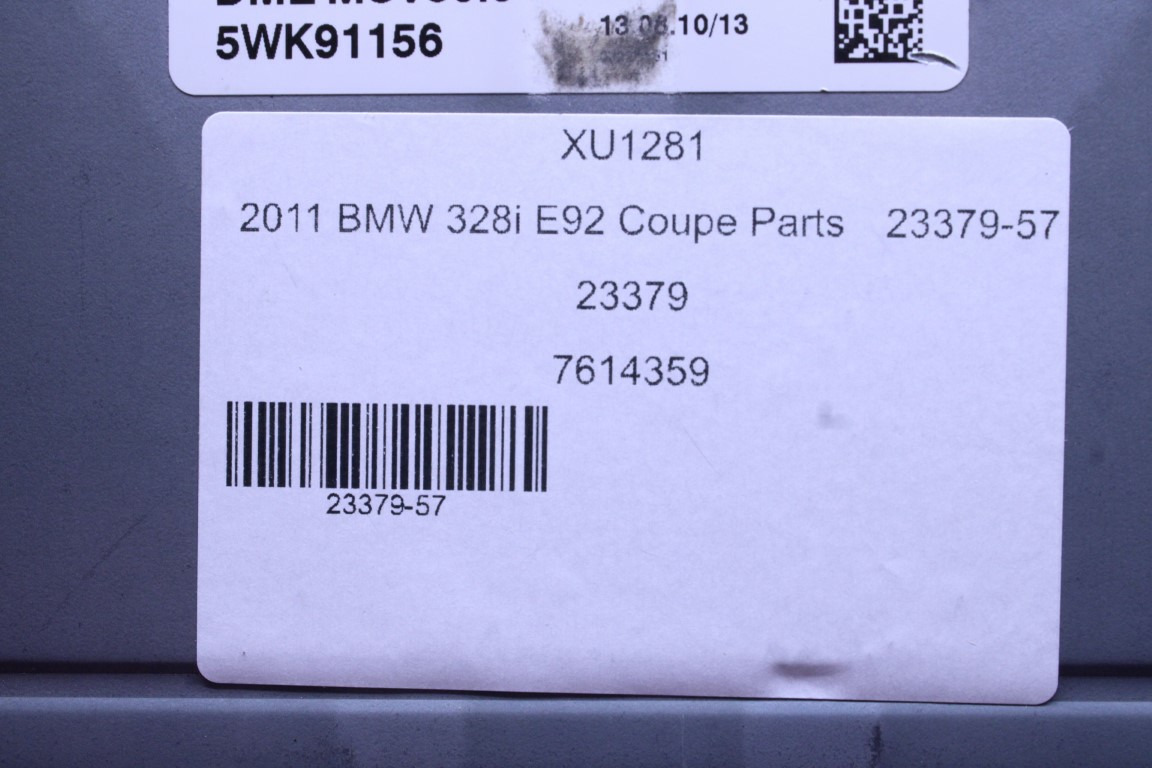 5WK91156
13.08.10/13
XU1281
2011 BMW 328i E92 Coupe Parts 23379-57
23379
7614359
23379-57